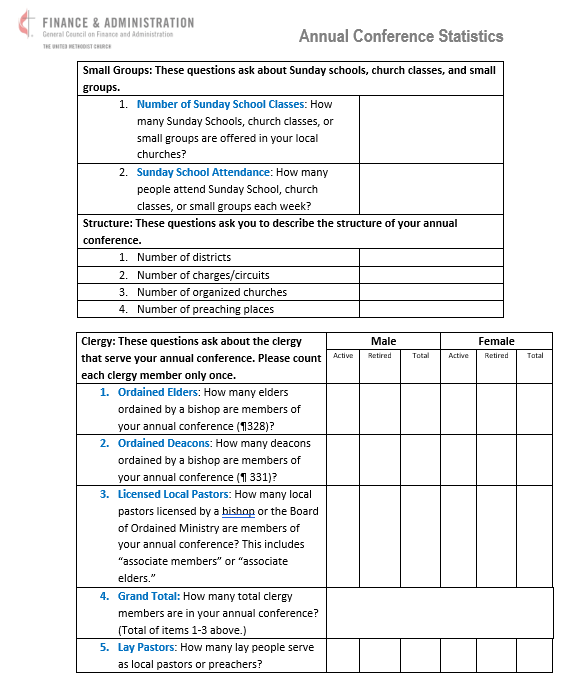 FINANCE & ADMINISTRATION
General Council on Finance and Administration
THE UNITED METHODIST CHURCH
Annual Conference Statistics
Small Groups: These questions ask about Sunday schools, church classes, and small
groups.
1. Number of Sunday School Classes: How
many Sunday Schools, church classes, or
small groups are offered in your local
churches?
2. Sunday School Attendance: How many
people attend Sunday School, church
classes, or small groups each week?
Structure: These questions ask you to describe the structure of your annual
conference.
1. Number of districts
2. Number of charges/circuits
3. Number of organized churches
4. Number of preaching places
Clergy: These questions ask about the clergy
that serve your annual conference. Please count
each clergy member only once.
Male Female
Active Retired Total Active Retired Total
1. Ordained Elders: How many elders
ordained by a bishop are members of
your annual conference (¶328)?
2. Ordained Deacons: How many deacons
ordained by a bishop are members of
your annual conference (¶ 331)?
3. Licensed Local Pastors: How many local
pastors licensed by a bishop or the Board
of Ordained Ministry are members of
your annual conference? This includes
“associate members” or “associate
elders.”
4. Grand Total: How many total clergy
members are in your annual conference?
(Total of items 1-3 above.)
5. Lay Pastors: How many lay people serve
as local pastors or preachers?